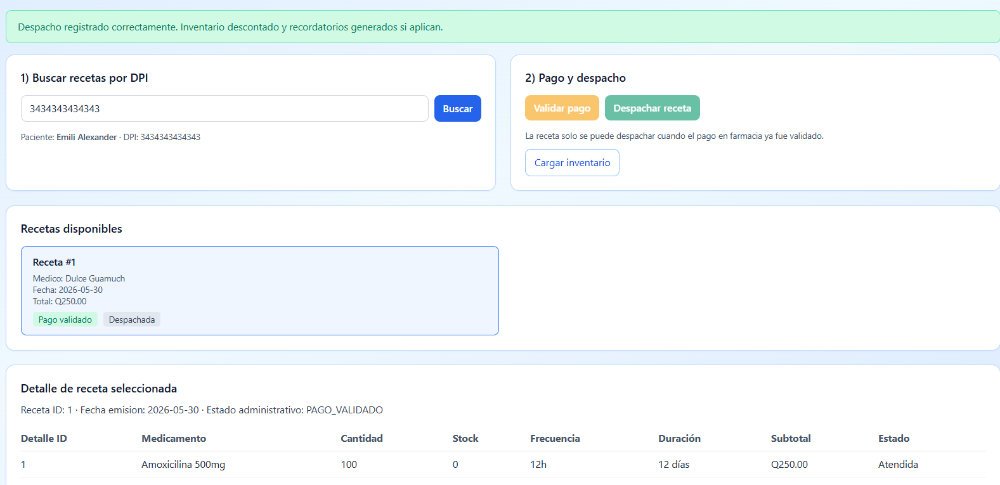 Despacho registrado correctamente. Inventario descontado y recordatorios generados si aplican.
1) Buscar recetas por DPI
3434343434343
Buscar
Paciente: Emili Alexander · DPI: 3434343434343
2) Pago y despacho
Validar pago
Despachar receta
La receta solo se puede despachar cuando el pago en farmacia ya fue validado.
Cargar inventario
Recetas disponibles
Receta #1
Medico: Dulce Guamuch
Fecha: 2026-05-30
Total: Q250.00
Pago validado Despachada
Detalle de receta seleccionada
Receta ID: 1 · Fecha emision: 2026-05-30 · Estado administrativo: PAGO_VALIDADO
Detalle ID Medicamento Cantidad Stock Frecuencia Duración Subtotal Estado
1 Amoxicilina 500mg 100 0 12h 12 días Q250.00 Atendida